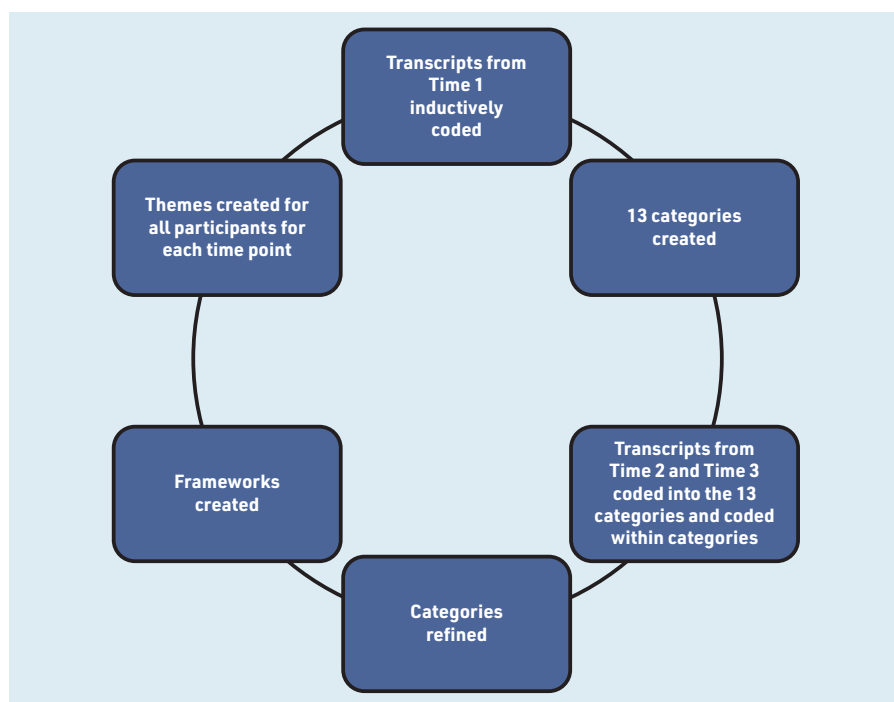 Transcripts from
Time 1
inductively
coded
13 categories
created
Transcripts from
Time 2 and Time 3
coded into the 13
categories and coded
within categories
Categories
refined
Frameworks
created
Themes created for
all participants for
each time point